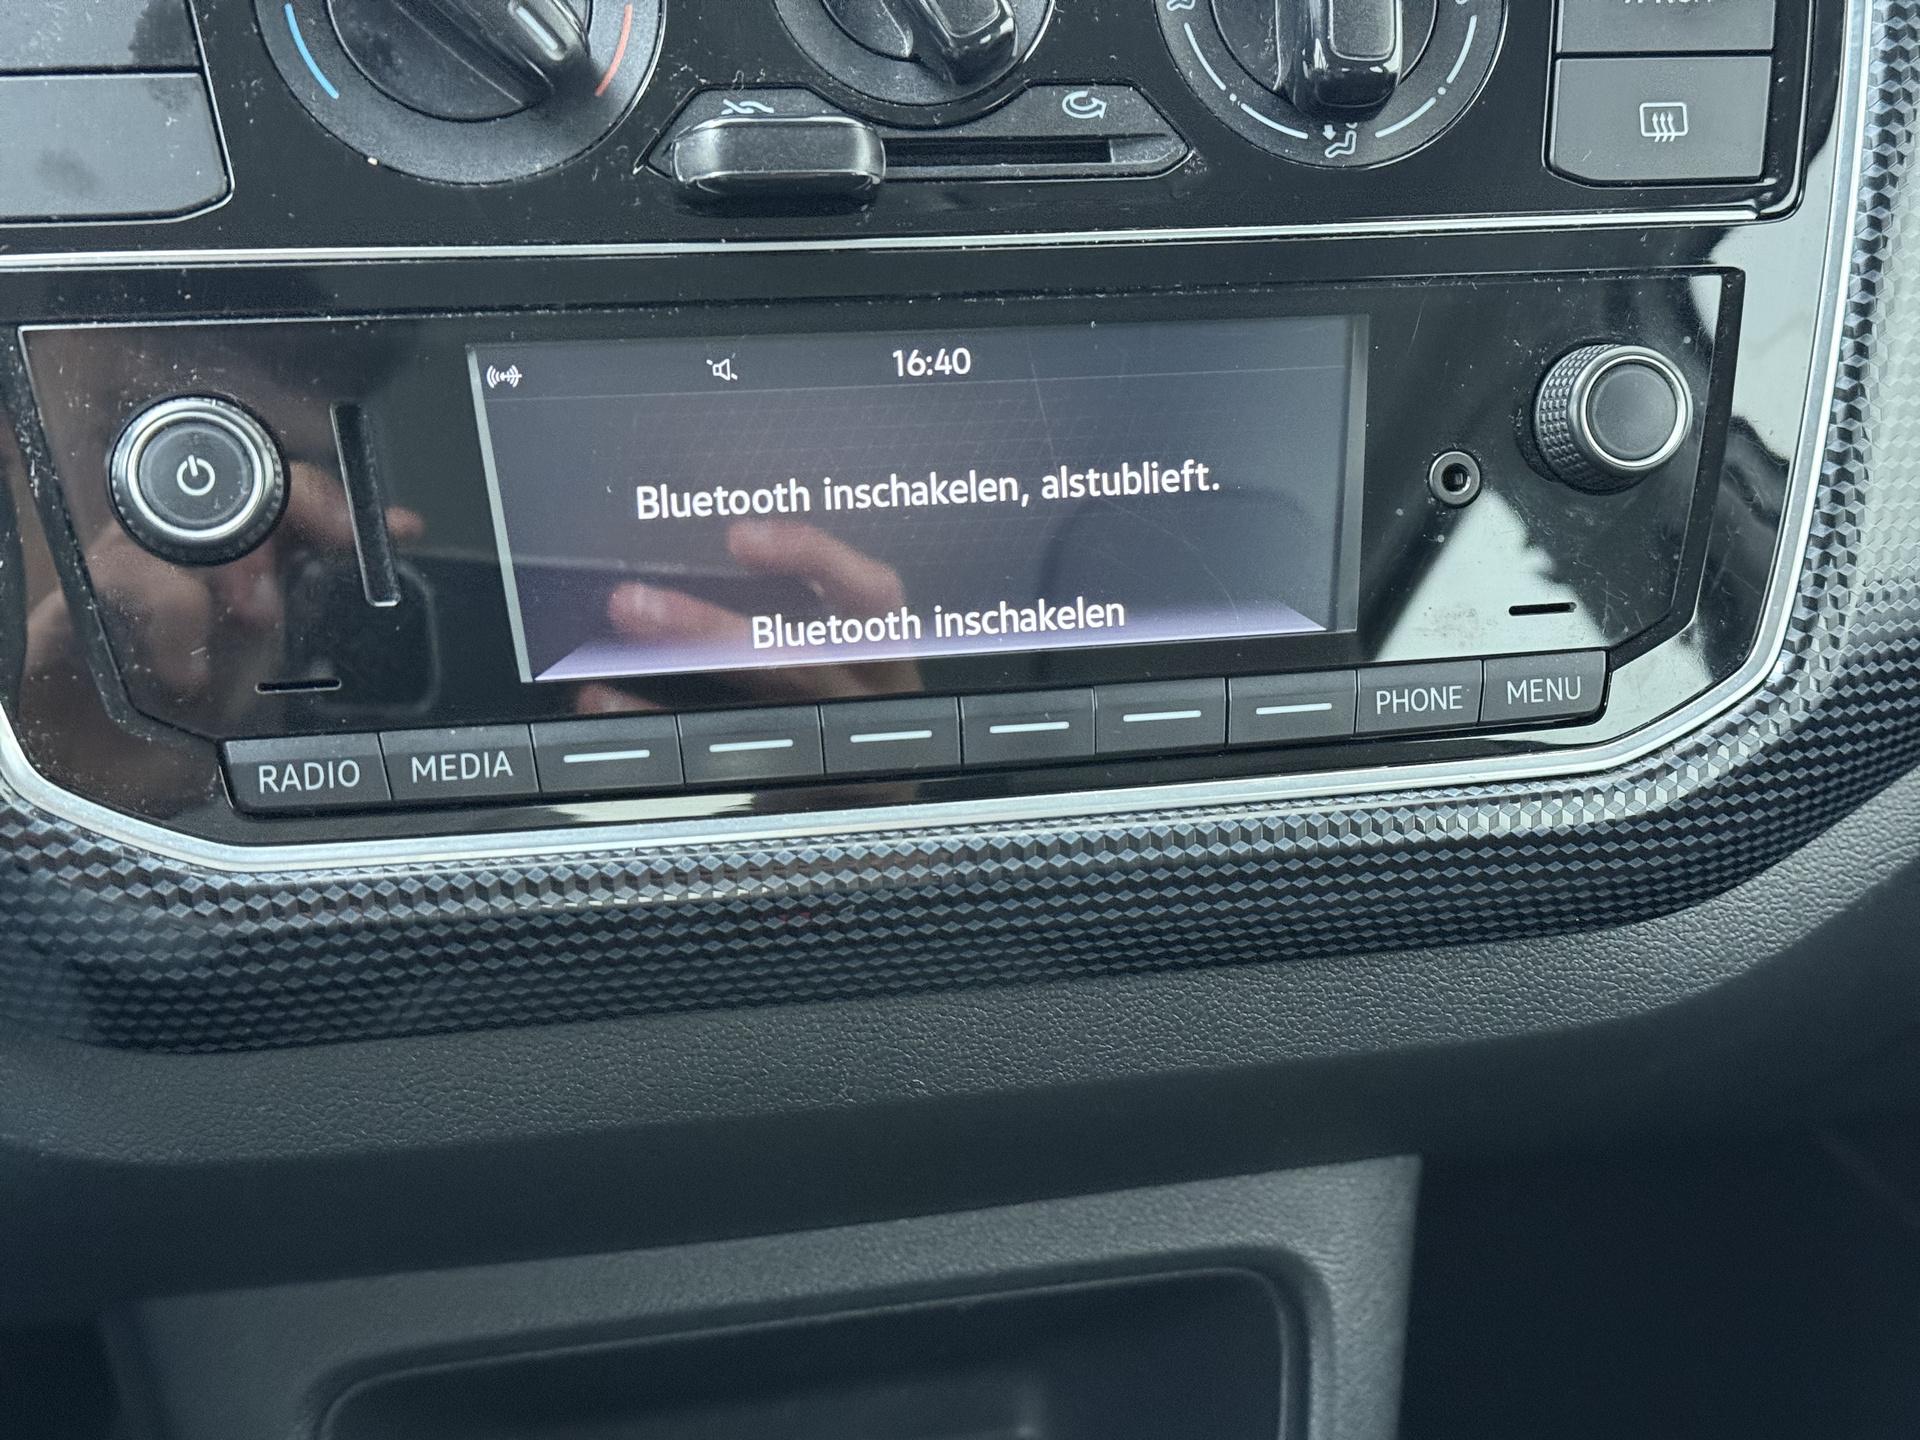 16:40
Bluetooth inschakelen, alstublieft.
Bluetooth inschakelen
RADIO MEDIA PHONE MENU